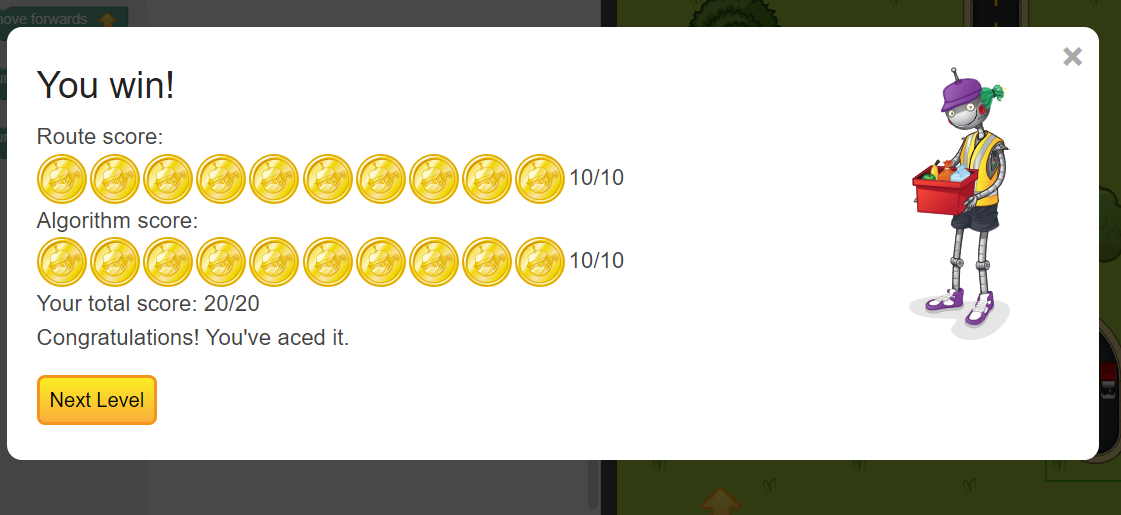 move forwards
You win!
Route score:
10/10
Algorithm score:
10/10
Your total score: 20/20
Congratulations! You've aced it.
Next Level